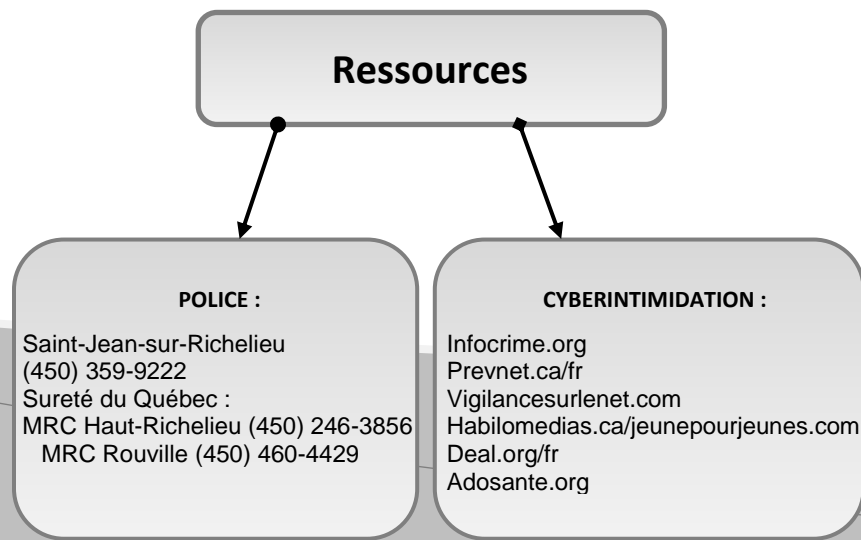 Ressources
POLICE :
Saint-Jean-sur-Richelieu
(450) 359-9222
Sureté du Québec :
MRC Haut-Richelieu (450) 246-3856
MRC Rouville (450) 460-4429
CYBERINTIMIDATION :
Infocrime.org
Prevnet.ca/fr
Vigilancesurlenet.com
Habilomedias.ca/jeunepourjeunes.com
Deal.org/fr
Adosante.org